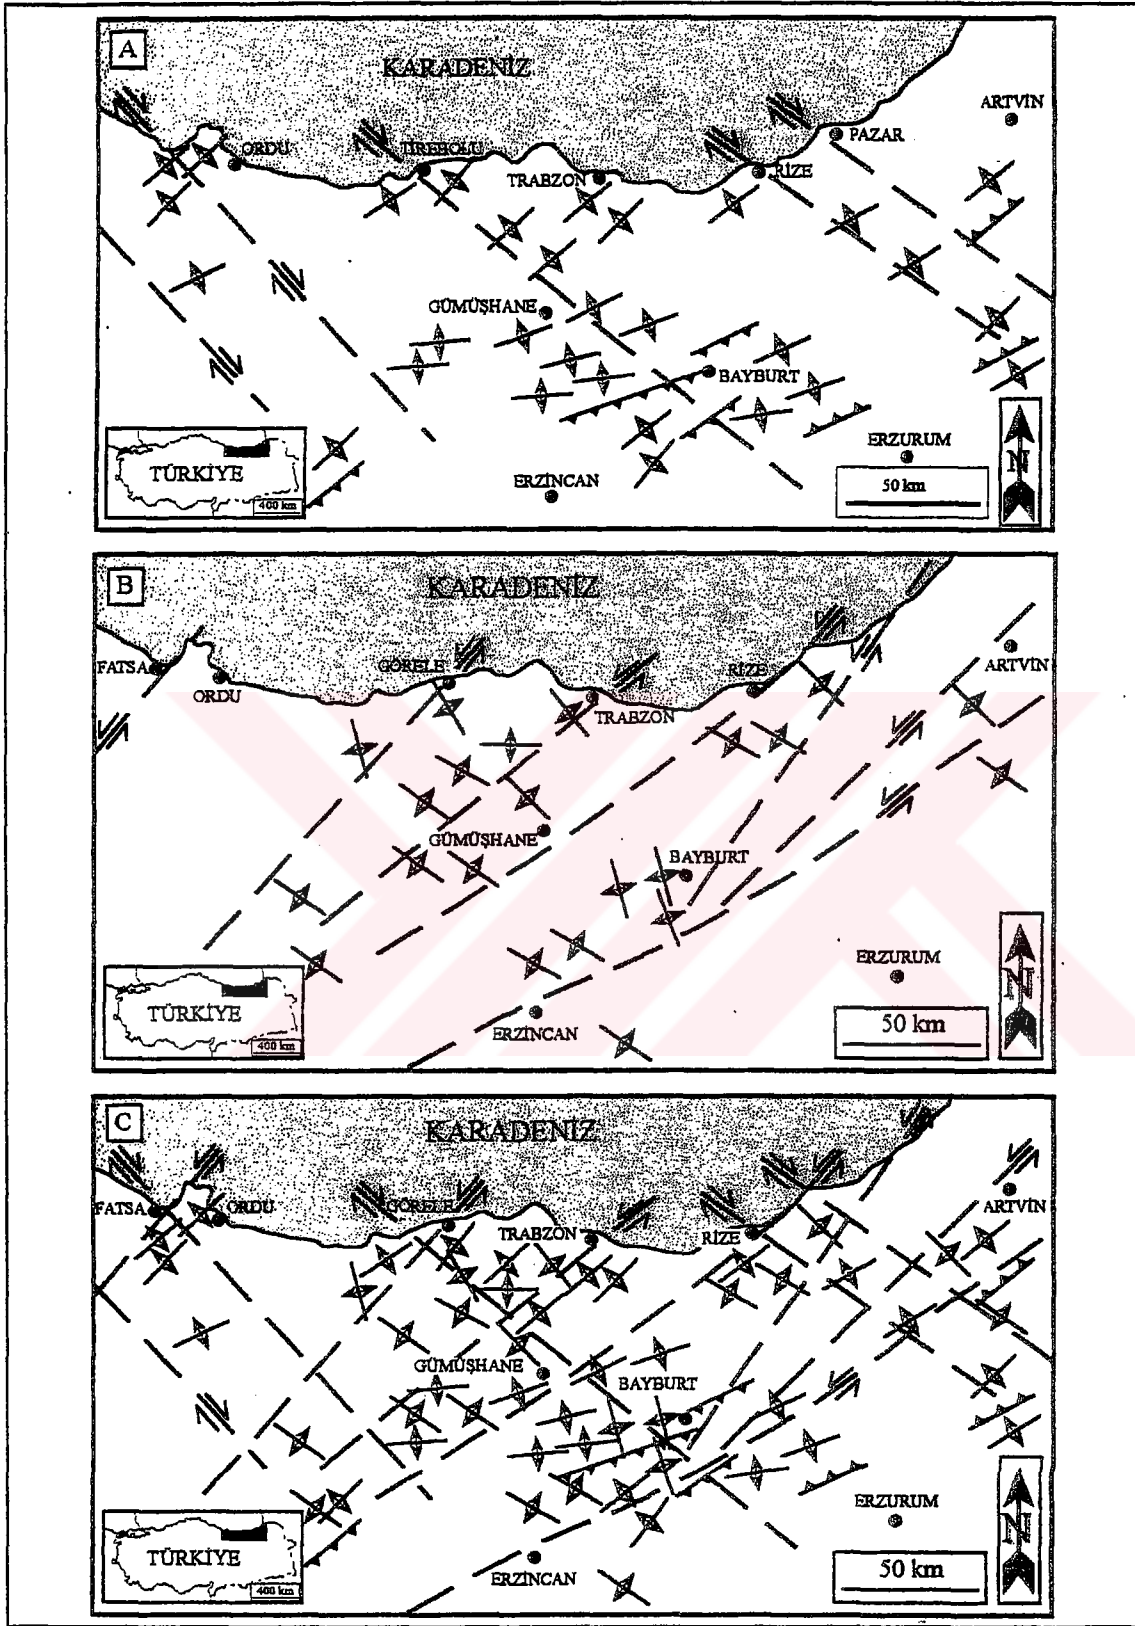 A
KARADENİZ
ARTVİN
PAZAR
ORDU
TİREBOLU
TRABZON
RİZE
GÜMÜŞHANE
BAYBURT
ERZURUM
ERZİNCAN
TÜRKİYE
400 km
50 km
N
B
KARADENİZ
FATSA
ORDU
GÖRELE
TRABZON
RİZE
ARTVİN
GÜMÜŞHANE
BAYBURT
ERZURUM
ERZİNCAN
TÜRKİYE
400 km
50 km
N
C
KARADENİZ
FATSA
ORDU
GÖRELE
TRABZON
RİZE
ARTVİN
GÜMÜŞHANE
BAYBURT
ERZURUM
ERZİNCAN
TÜRKİYE
400 km
50 km
N